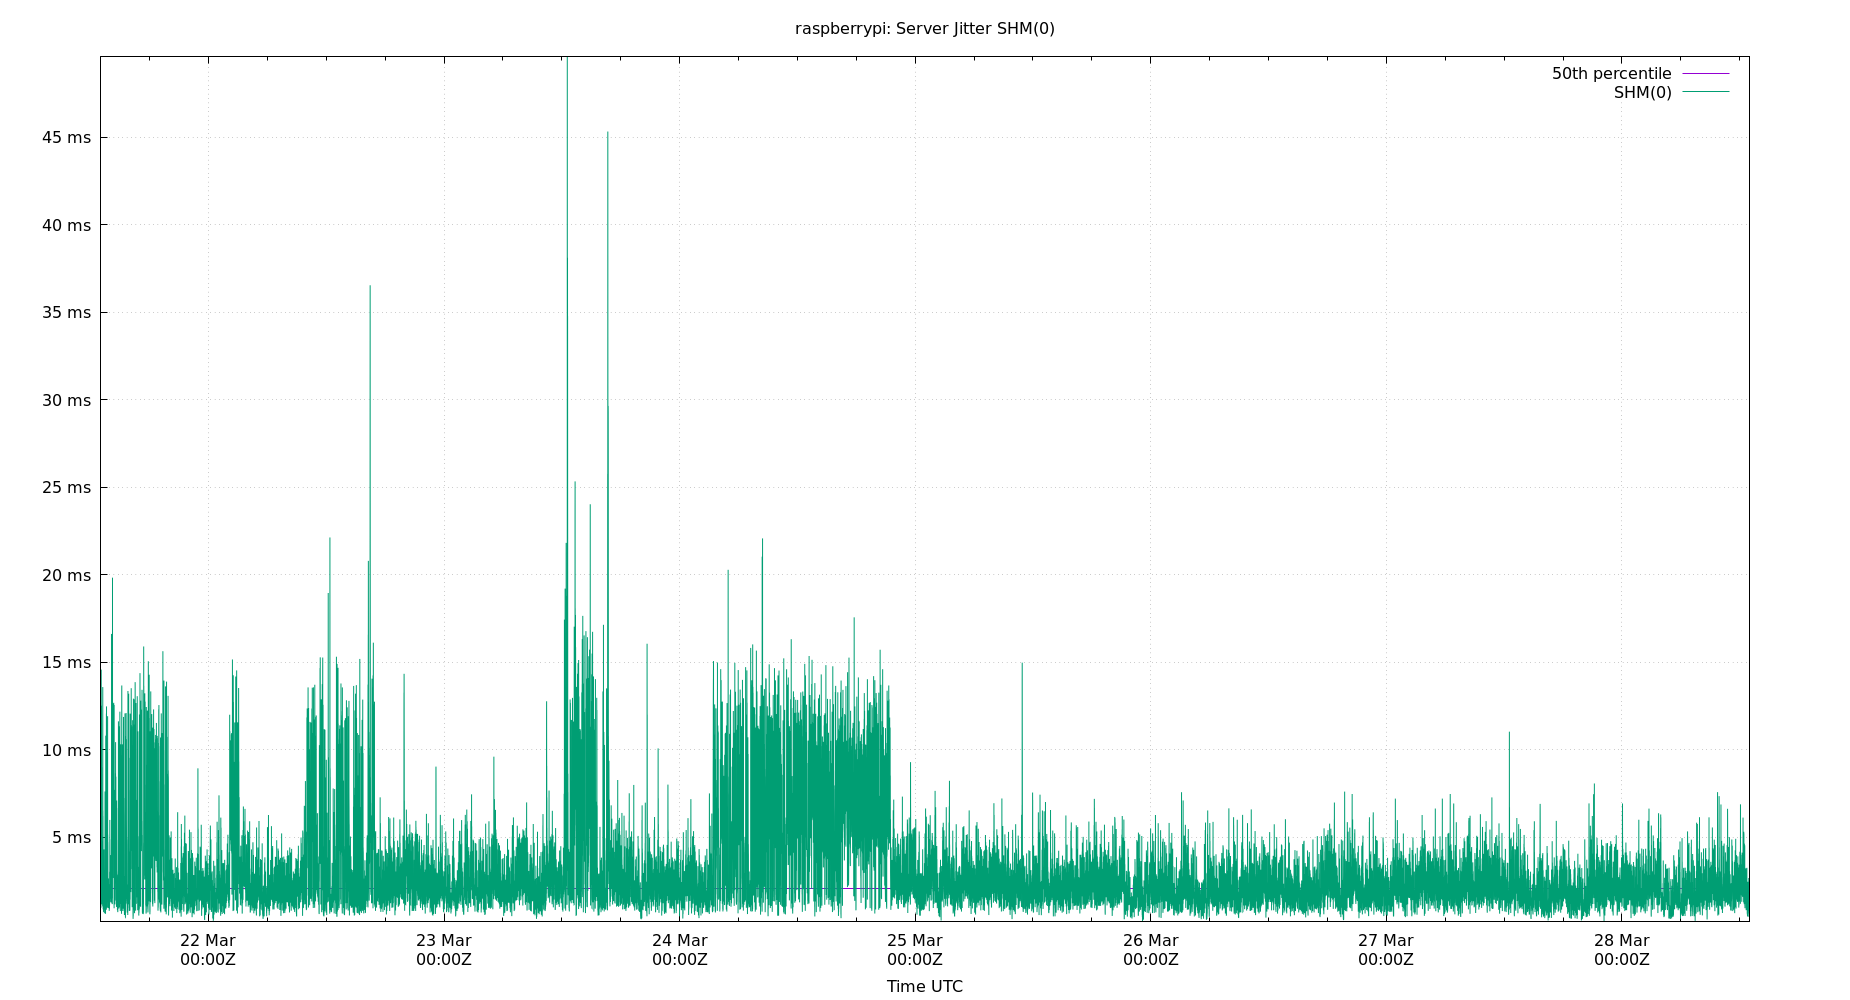 raspberrypi: Server Jitter SHM(0)
50th percentile
SHM(0)
45 ms
40 ms
35 ms
30 ms
25 ms
20 ms
15 ms
10 ms
5 ms
22 Mar 23 Mar 24 Mar 25 Mar 26 Mar 27 Mar 28 Mar
00:00Z 00:00Z 00:00Z 00:00Z 00:00Z 00:00Z 00:00Z
Time UTC